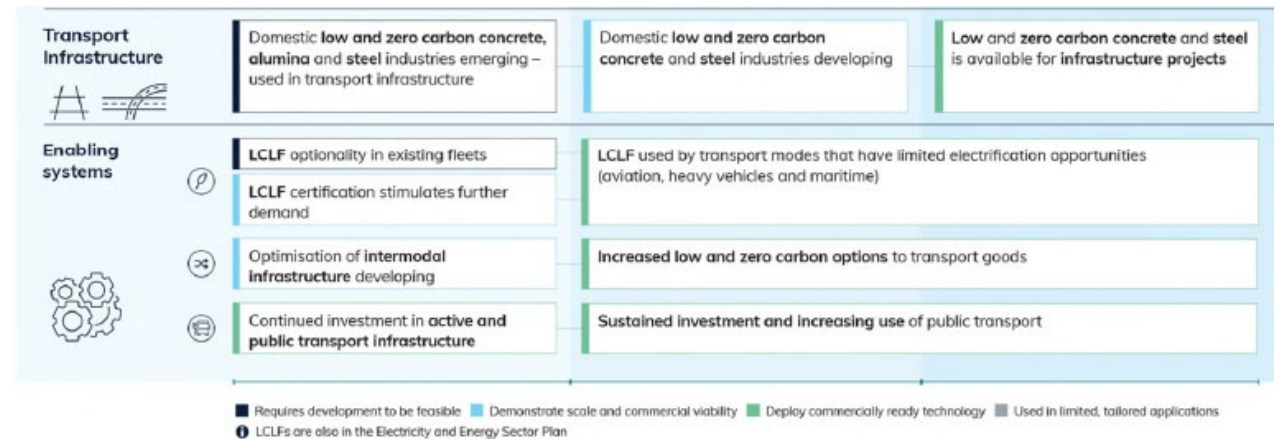 Transport
Infrastructure
Domestic low and zero carbon concrete,
alumina and steel industries emerging –
used in transport infrastructure
Domestic low and zero carbon
concrete and steel industries developing
Low and zero carbon concrete and steel
is available for infrastructure projects
Enabling
systems
LCLF optionality in existing fleets
LCLF certification stimulates further
demand
LCLF used by transport modes that have limited electrification opportunities
(aviation, heavy vehicles and maritime)
Optimisation of intermodal
infrastructure developing
Increased low and zero carbon options to transport goods
Continued investment in active and
public transport infrastructure
Sustained investment and increasing use of public transport
Requires development to be feasible Demonstrate scale and commercial viability Deploy commercially ready technology Used in limited, tailored applications
LCLFs are also in the Electricity and Energy Sector Plan